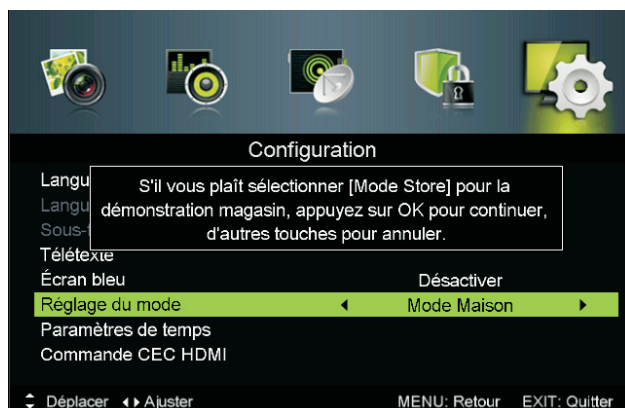 Configuration
Langu
S'il vous plaît sélectionner [Mode Store] pour la
Langu
démonstration magasin, appuyez sur OK pour continuer,
Sous-
d'autres touches pour annuler.
Télétexte
Écran bleu Désactiver
Réglage du mode Mode Maison
Paramètres de temps
Commande CEC HDMI
Déplacer Ajuster MENU: Retour EXIT: Quitter